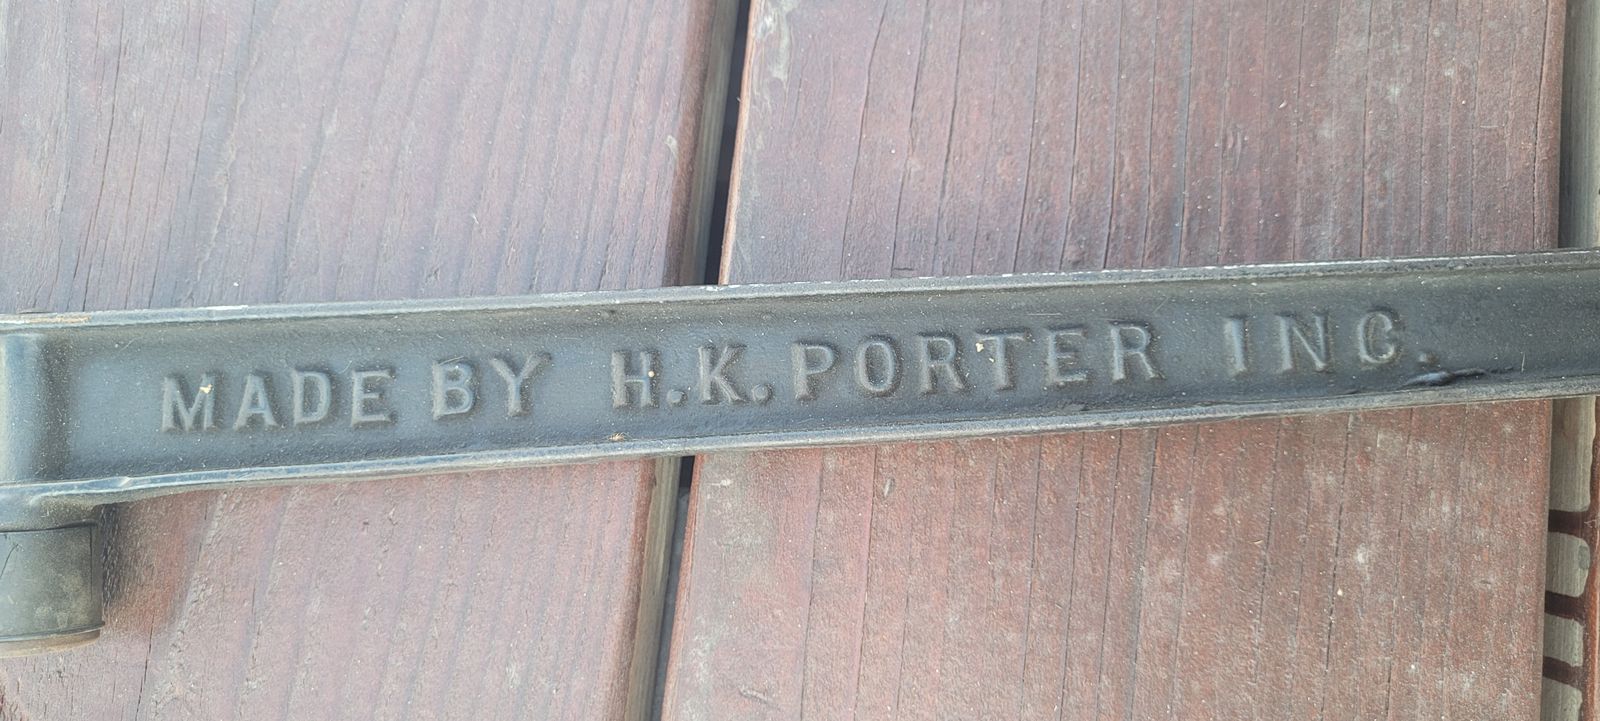 MADE BY H.K. PORTER INC.